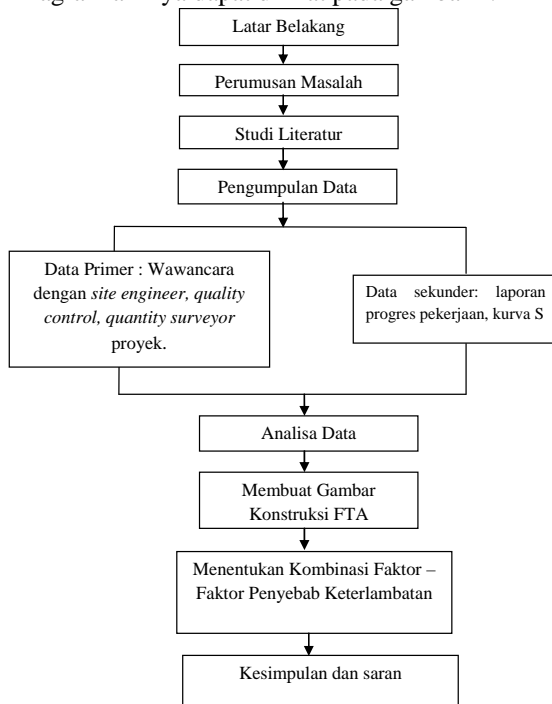 Latar Belakang
Perumusan Masalah
Studi Literatur
Pengumpulan Data
Data Primer : Wawancara
dengan site engineer, quality
control, quantity surveyor
proyek.
Data sekunder: laporan
progres pekerjaan, kurva S
Analisa Data
Membuat Gambar
Konstruksi FTA
Menentukan Kombinasi Faktor –
Faktor Penyebab Keterlambatan
Kesimpulan dan saran